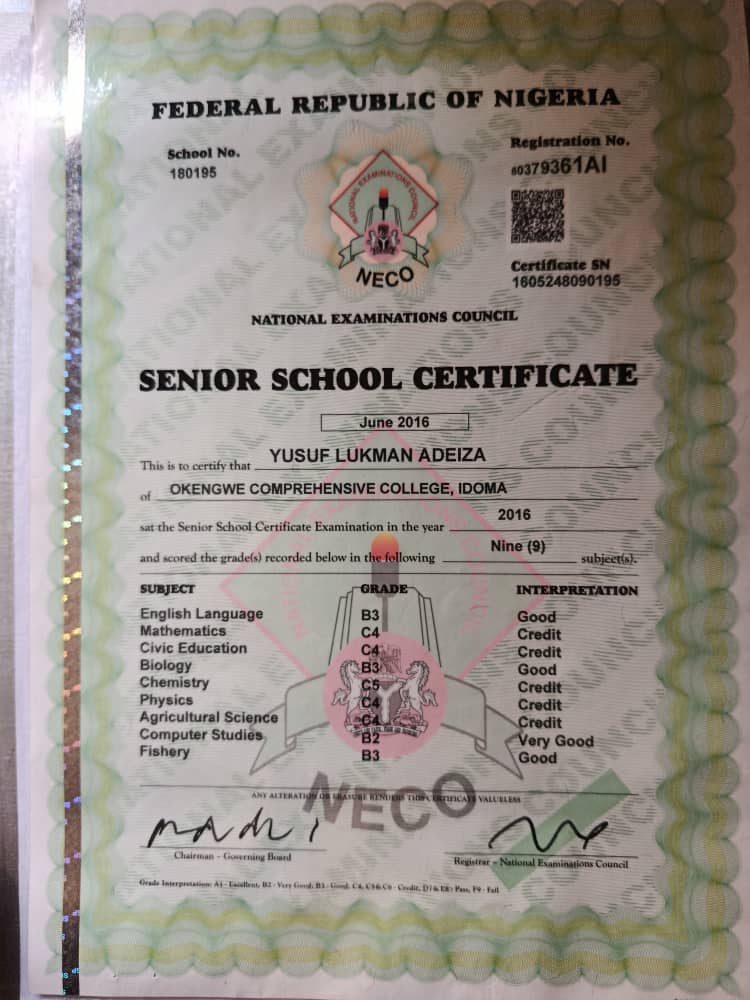 FEDERAL REPUBLIC OF NIGERIA
School No.
180195
Registration No.
60379361AI
NATIONAL EXAMINATIONS COUNCIL
NECO
Certificate SN
1605248090195
NATIONAL EXAMINATIONS COUNCIL
SENIOR SCHOOL CERTIFICATE
June 2016
This is to certify that YUSUF LUKMAN ADEIZA
of OKENGWE COMPREHENSIVE COLLEGE, IDOMA
sat the Senior School Certificate Examination in the year 2016
and scored the grade(s) recorded below in the following Nine (9) subject(s).
SUBJECT GRADE INTERPRETATION
English Language B3 Good
Mathematics C4 Credit
Civic Education C4 Credit
Biology B3 Good
Chemistry C5 Credit
Physics C4 Credit
Agricultural Science C4 Credit
Computer Studies B2 Very Good
Fishery B3 Good
NECO
ANY ALTERATION OR ERASURE RENDERS THIS CERTIFICATE VALUELESS
Chairman - Governing Board
Registrar - National Examinations Council
Grade Interpretation: A1 - Excellent, B2 - Very Good, B3 - Good, C4, C5 & C6 - Credit, D7 & E8 - Pass, F9 - Fail